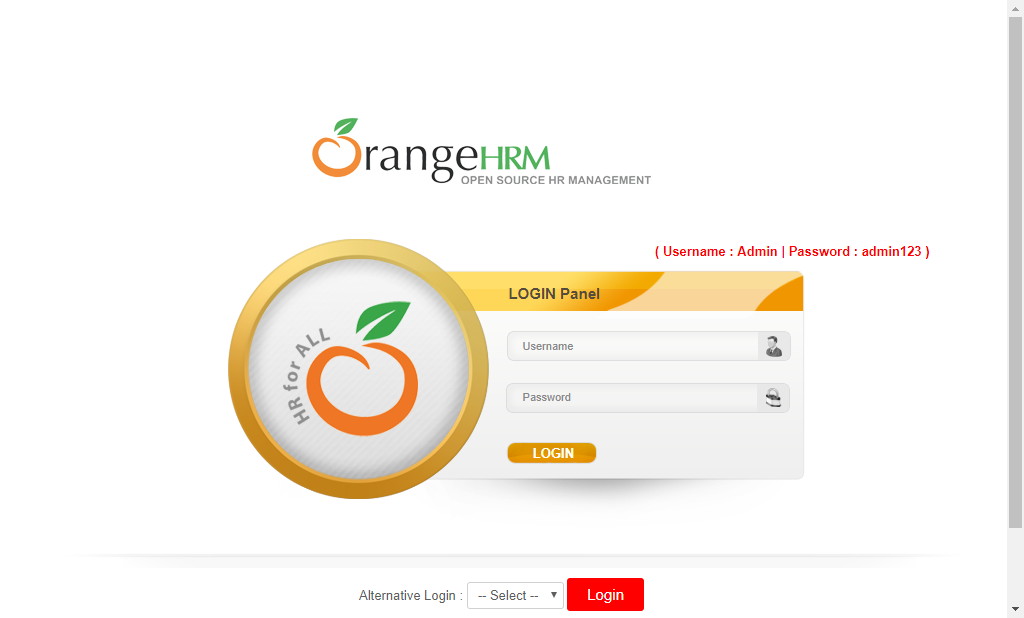 OrangeHRM
OPEN SOURCE HR MANAGEMENT
( Username : Admin | Password : admin123 )
LOGIN Panel
HR for ALL
Username
Password
LOGIN
Alternative Login : -- Select -- Login